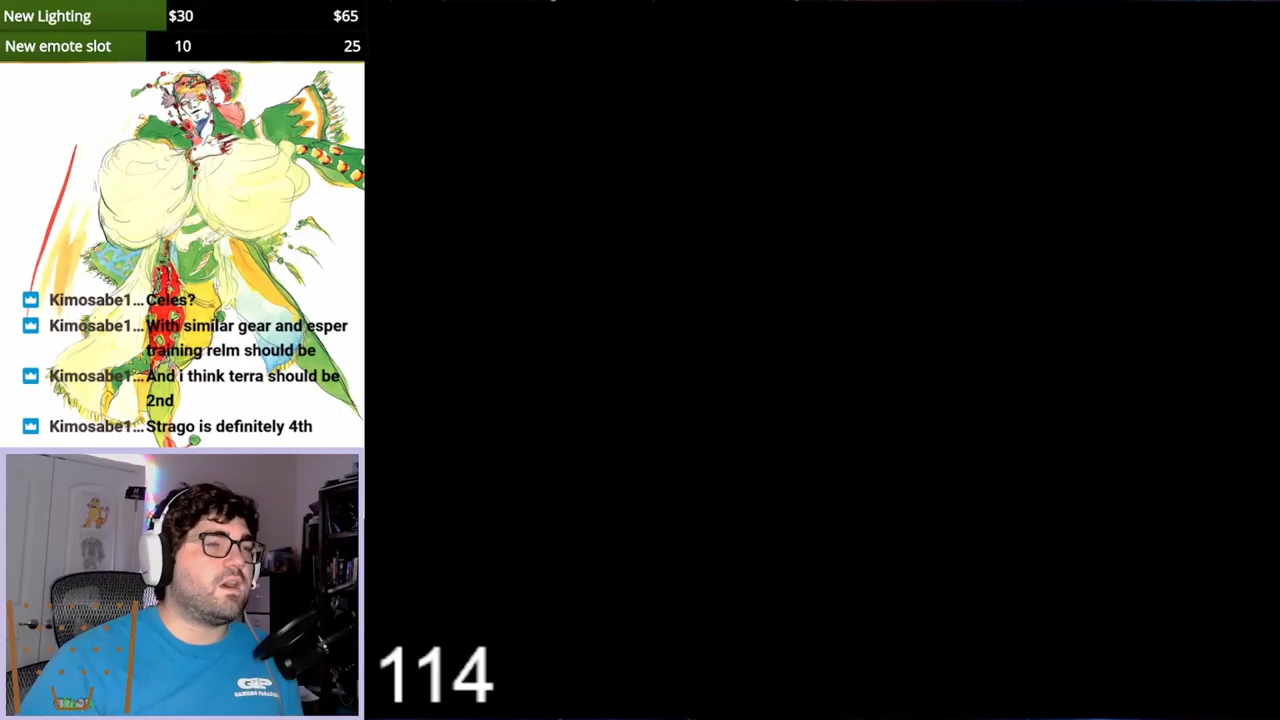 New Lighting $30 $65
New emote slot 10 25
Kimosabe1... Celes?
Kimosabe1... With similar gear and esper
training relm should be
Kimosabe1... And i think terra should be
2nd
Kimosabe1... Strago is definitely 4th
114